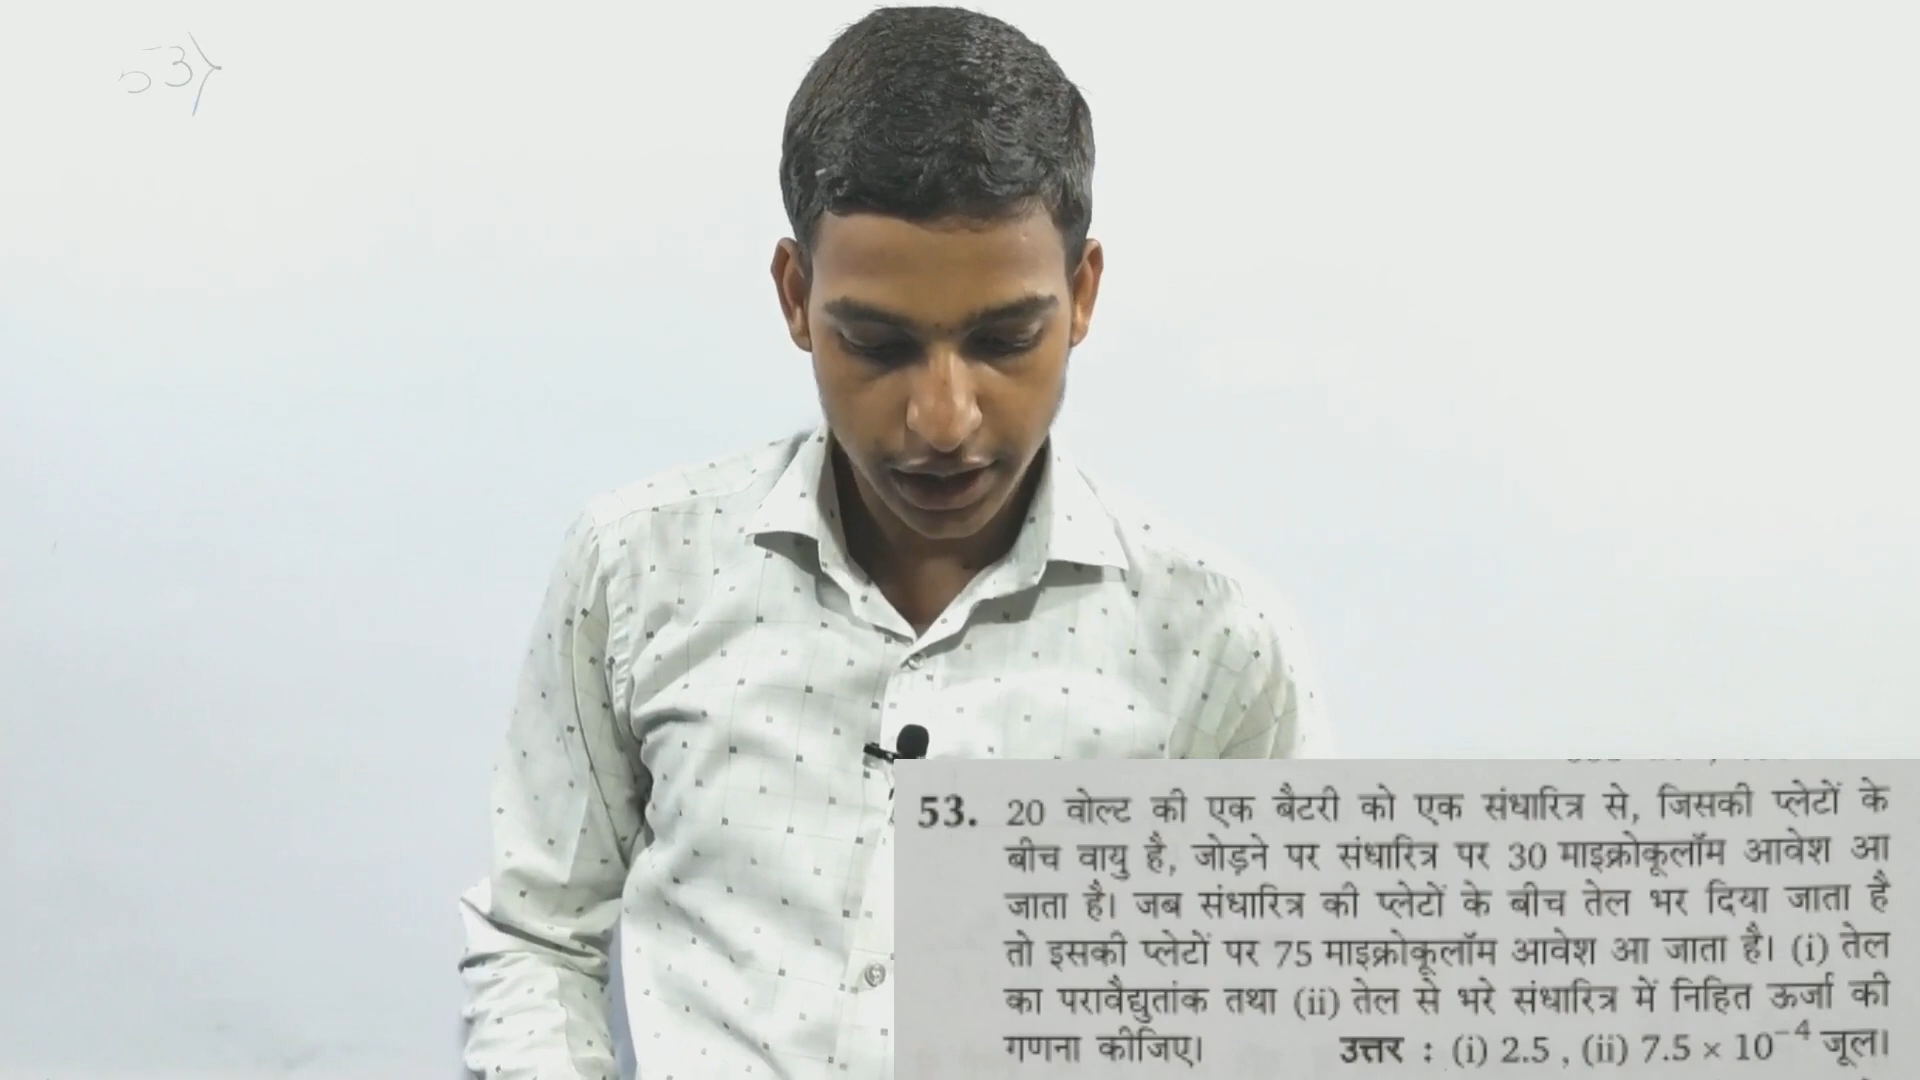 53)
53. 20 वोल्ट की एक बैटरी को एक संधारित्र से, जिसकी प्लेटों के
बीच वायु है, जोड़ने पर संधारित्र पर 30 माइक्रोकूलॉम आवेश आ
जाता है। जब संधारित्र की प्लेटों के बीच तेल भर दिया जाता है
तो इसकी प्लेटों पर 75 माइक्रोकूलॉम आवेश आ जाता है। (i) तेल
का परावैद्युतांक तथा (ii) तेल से भरे संधारित्र में निहित ऊर्जा की
गणना कीजिए। उत्तर : (i) 2.5 , (ii) 7.5 × 10⁻⁴ जूल।